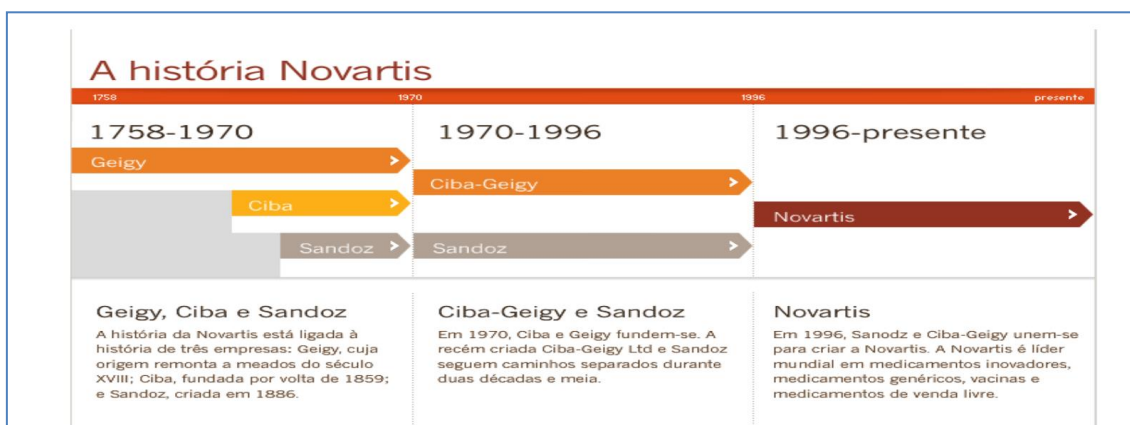 A história Novartis
1758 1970 1996 presente
1758-1970 1970-1996 1996-presente
Geigy
Ciba-Geigy
Ciba
Novartis
Sandoz Sandoz
Geigy, Ciba e Sandoz
A história da Novartis está ligada à
história de três empresas: Geigy, cuja
origem remonta a meados do século
XVIII; Ciba, fundada por volta de 1859;
e Sandoz, criada em 1886.
Ciba-Geigy e Sandoz
Em 1970, Ciba e Geigy fundem-se. A
recém criada Ciba-Geigy Ltd e Sandoz
seguem caminhos separados durante
duas décadas e meia.
Novartis
Em 1996, Sanodz e Ciba-Geigy unem-se
para criar a Novartis. A Novartis é líder
mundial em medicamentos inovadores,
medicamentos genéricos, vacinas e
medicamentos de venda livre.